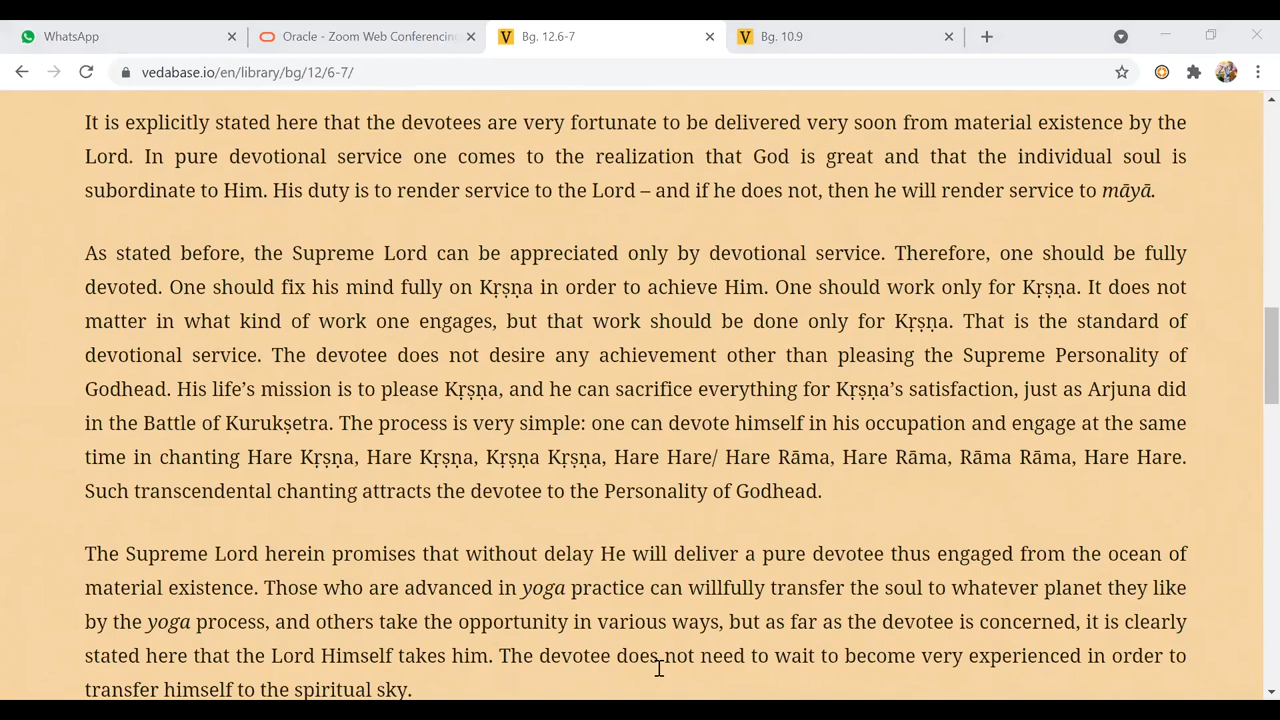 WhatsApp
Oracle - Zoom Web Conferencing
Bg. 12.6-7
Bg. 10.9
vedabase.io/en/library/bg/12/6-7/
It is explicitly stated here that the devotees are very fortunate to be delivered very soon from material existence by the
Lord. In pure devotional service one comes to the realization that God is great and that the individual soul is
subordinate to Him. His duty is to render service to the Lord – and if he does not, then he will render service to māyā.
As stated before, the Supreme Lord can be appreciated only by devotional service. Therefore, one should be fully
devoted. One should fix his mind fully on Kṛṣṇa in order to achieve Him. One should work only for Kṛṣṇa. It does not
matter in what kind of work one engages, but that work should be done only for Kṛṣṇa. That is the standard of
devotional service. The devotee does not desire any achievement other than pleasing the Supreme Personality of
Godhead. His life’s mission is to please Kṛṣṇa, and he can sacrifice everything for Kṛṣṇa’s satisfaction, just as Arjuna did
in the Battle of Kurukṣetra. The process is very simple: one can devote himself in his occupation and engage at the same
time in chanting Hare Kṛṣṇa, Hare Kṛṣṇa, Kṛṣṇa Kṛṣṇa, Hare Hare/ Hare Rāma, Hare Rāma, Rāma Rāma, Hare Hare.
Such transcendental chanting attracts the devotee to the Personality of Godhead.
The Supreme Lord herein promises that without delay He will deliver a pure devotee thus engaged from the ocean of
material existence. Those who are advanced in yoga practice can willfully transfer the soul to whatever planet they like
by the yoga process, and others take the opportunity in various ways, but as far as the devotee is concerned, it is clearly
stated here that the Lord Himself takes him. The devotee does not need to wait to become very experienced in order to
transfer himself to the spiritual sky.